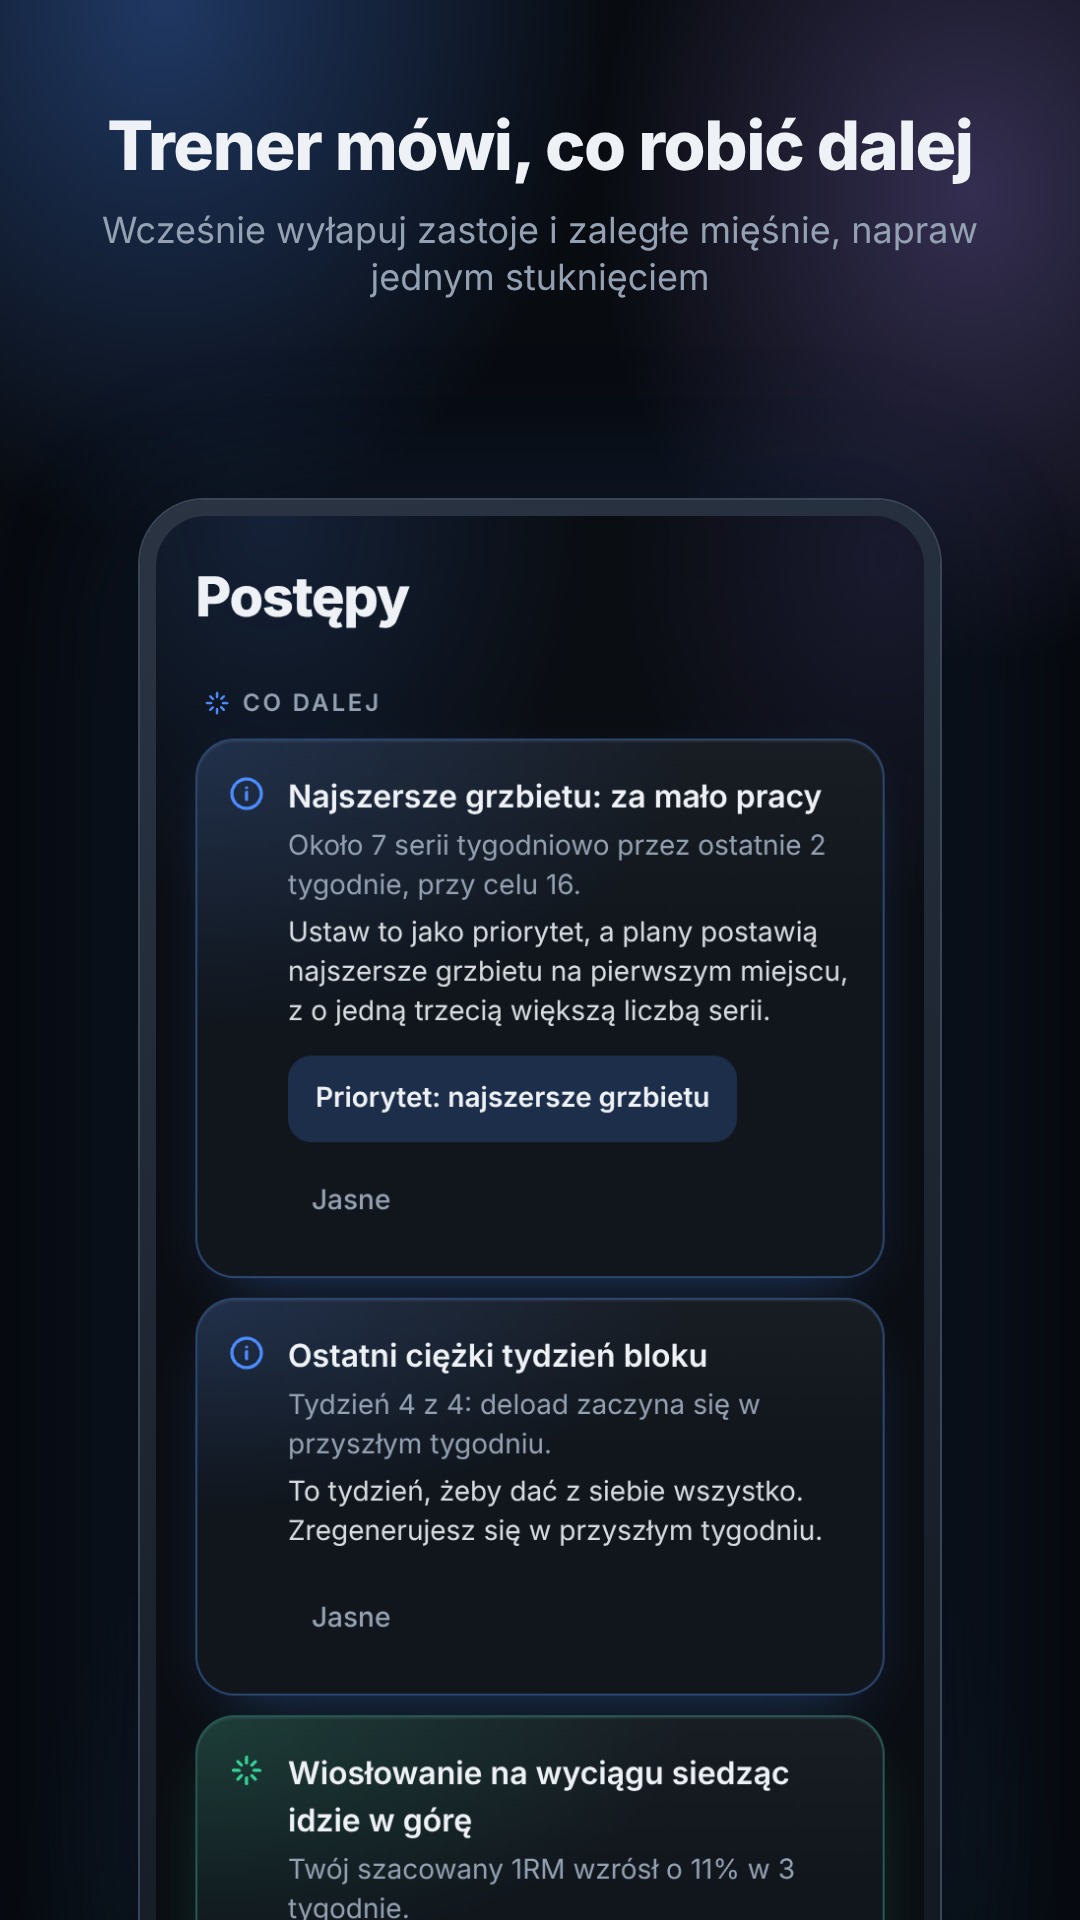 Trener mówi, co robić dalej
Wcześnie wyłapuj zastoje i zaległe mięśnie, napraw
jednym stuknięciem
Postępy
CO DALEJ
Najszersze grzbietu: za mało pracy
Około 7 serii tygodniowo przez ostatnie 2
tygodnie, przy celu 16.
Ustaw to jako priorytet, a plany postawią
najszersze grzbietu na pierwszym miejscu,
z o jedną trzecią większą liczbą serii.
Priorytet: najszersze grzbietu
Jasne
Ostatni ciężki tydzień bloku
Tydzień 4 z 4: deload zaczyna się w
przyszłym tygodniu.
To tydzień, żeby dać z siebie wszystko.
Zregenerujesz się w przyszłym tygodniu.
Jasne
Wiosłowanie na wyciągu siedząc
idzie w górę
Twój szacowany 1RM wzrósł o 11% w 3
tygodnie.